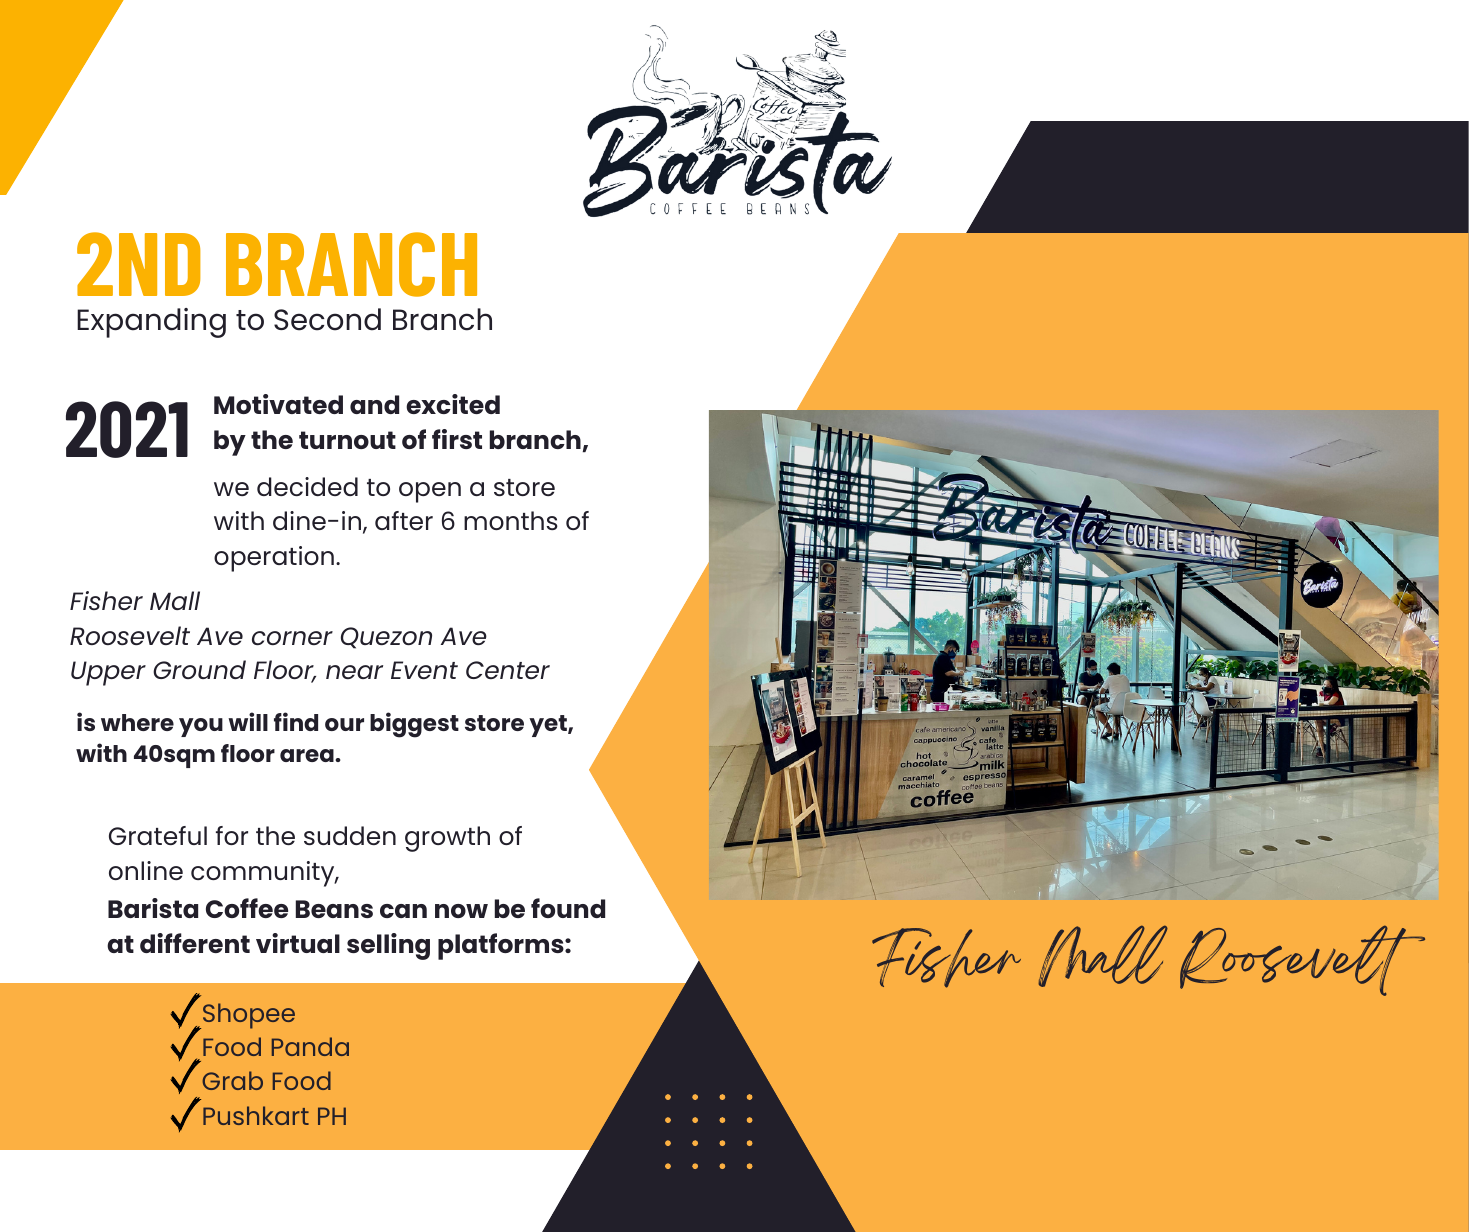 Coffee
Barista
COFFEE BEANS
2ND BRANCH
Expanding to Second Branch
2021
Motivated and excited
by the turnout of first branch,
we decided to open a store
with dine-in, after 6 months of
operation.
Fisher Mall
Roosevelt Ave corner Quezon Ave
Upper Ground Floor, near Event Center
is where you will find our biggest store yet,
with 40sqm floor area.
Grateful for the sudden growth of
online community,
Barista Coffee Beans can now be found
at different virtual selling platforms:
Shopee
Food Panda
Grab Food
Pushkart PH
Barista COFFEE BEANS
Barista
cafe americano
latte
vanilla
cappuccino
cafe
latte
hot
chocolate
arabica
milk
caramel
macchiato
espresso
coffee beans
coffee
Fisher Mall Roosevelt